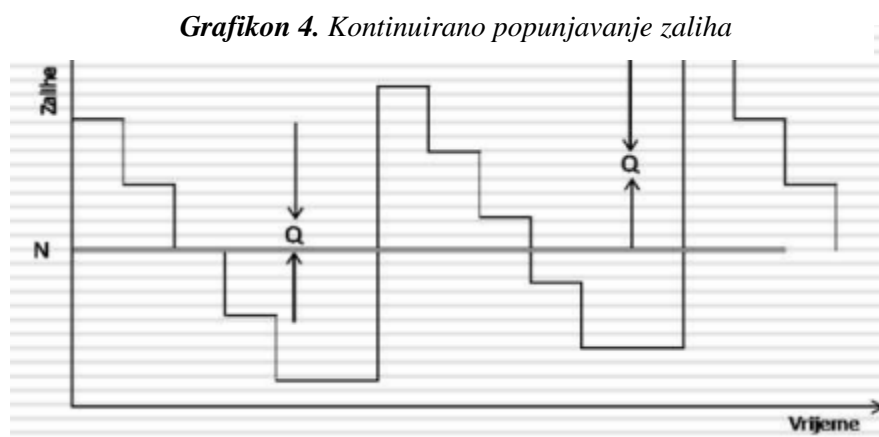 Grafikon 4. Kontinuirano popunjavanje zaliha
Zalihe
Q
Q
N
Vrijeme